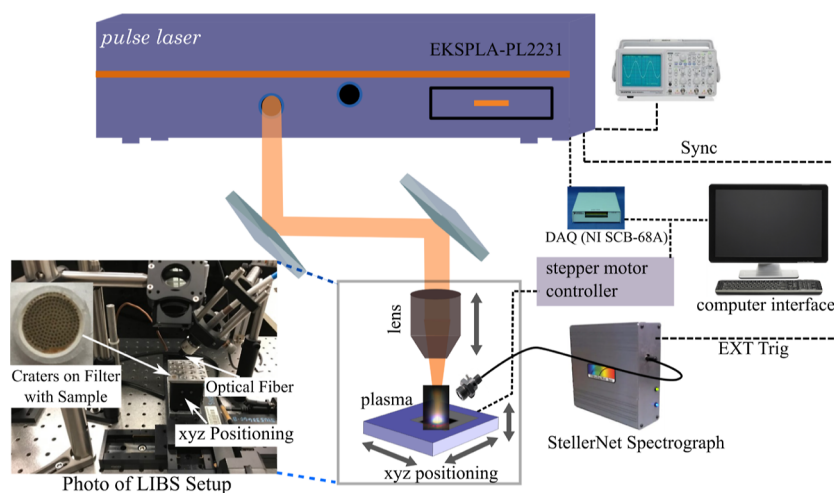 pulse laser
EKSPLA-PL2231
Sync
DAQ (NI SCB-68A)
stepper motor
controller
computer interface
lens
EXT Trig
plasma
Craters on Filter
with Sample
Optical Fiber
xyz Positioning
xyz positioning
StellerNet Spectrograph
Photo of LIBS Setup